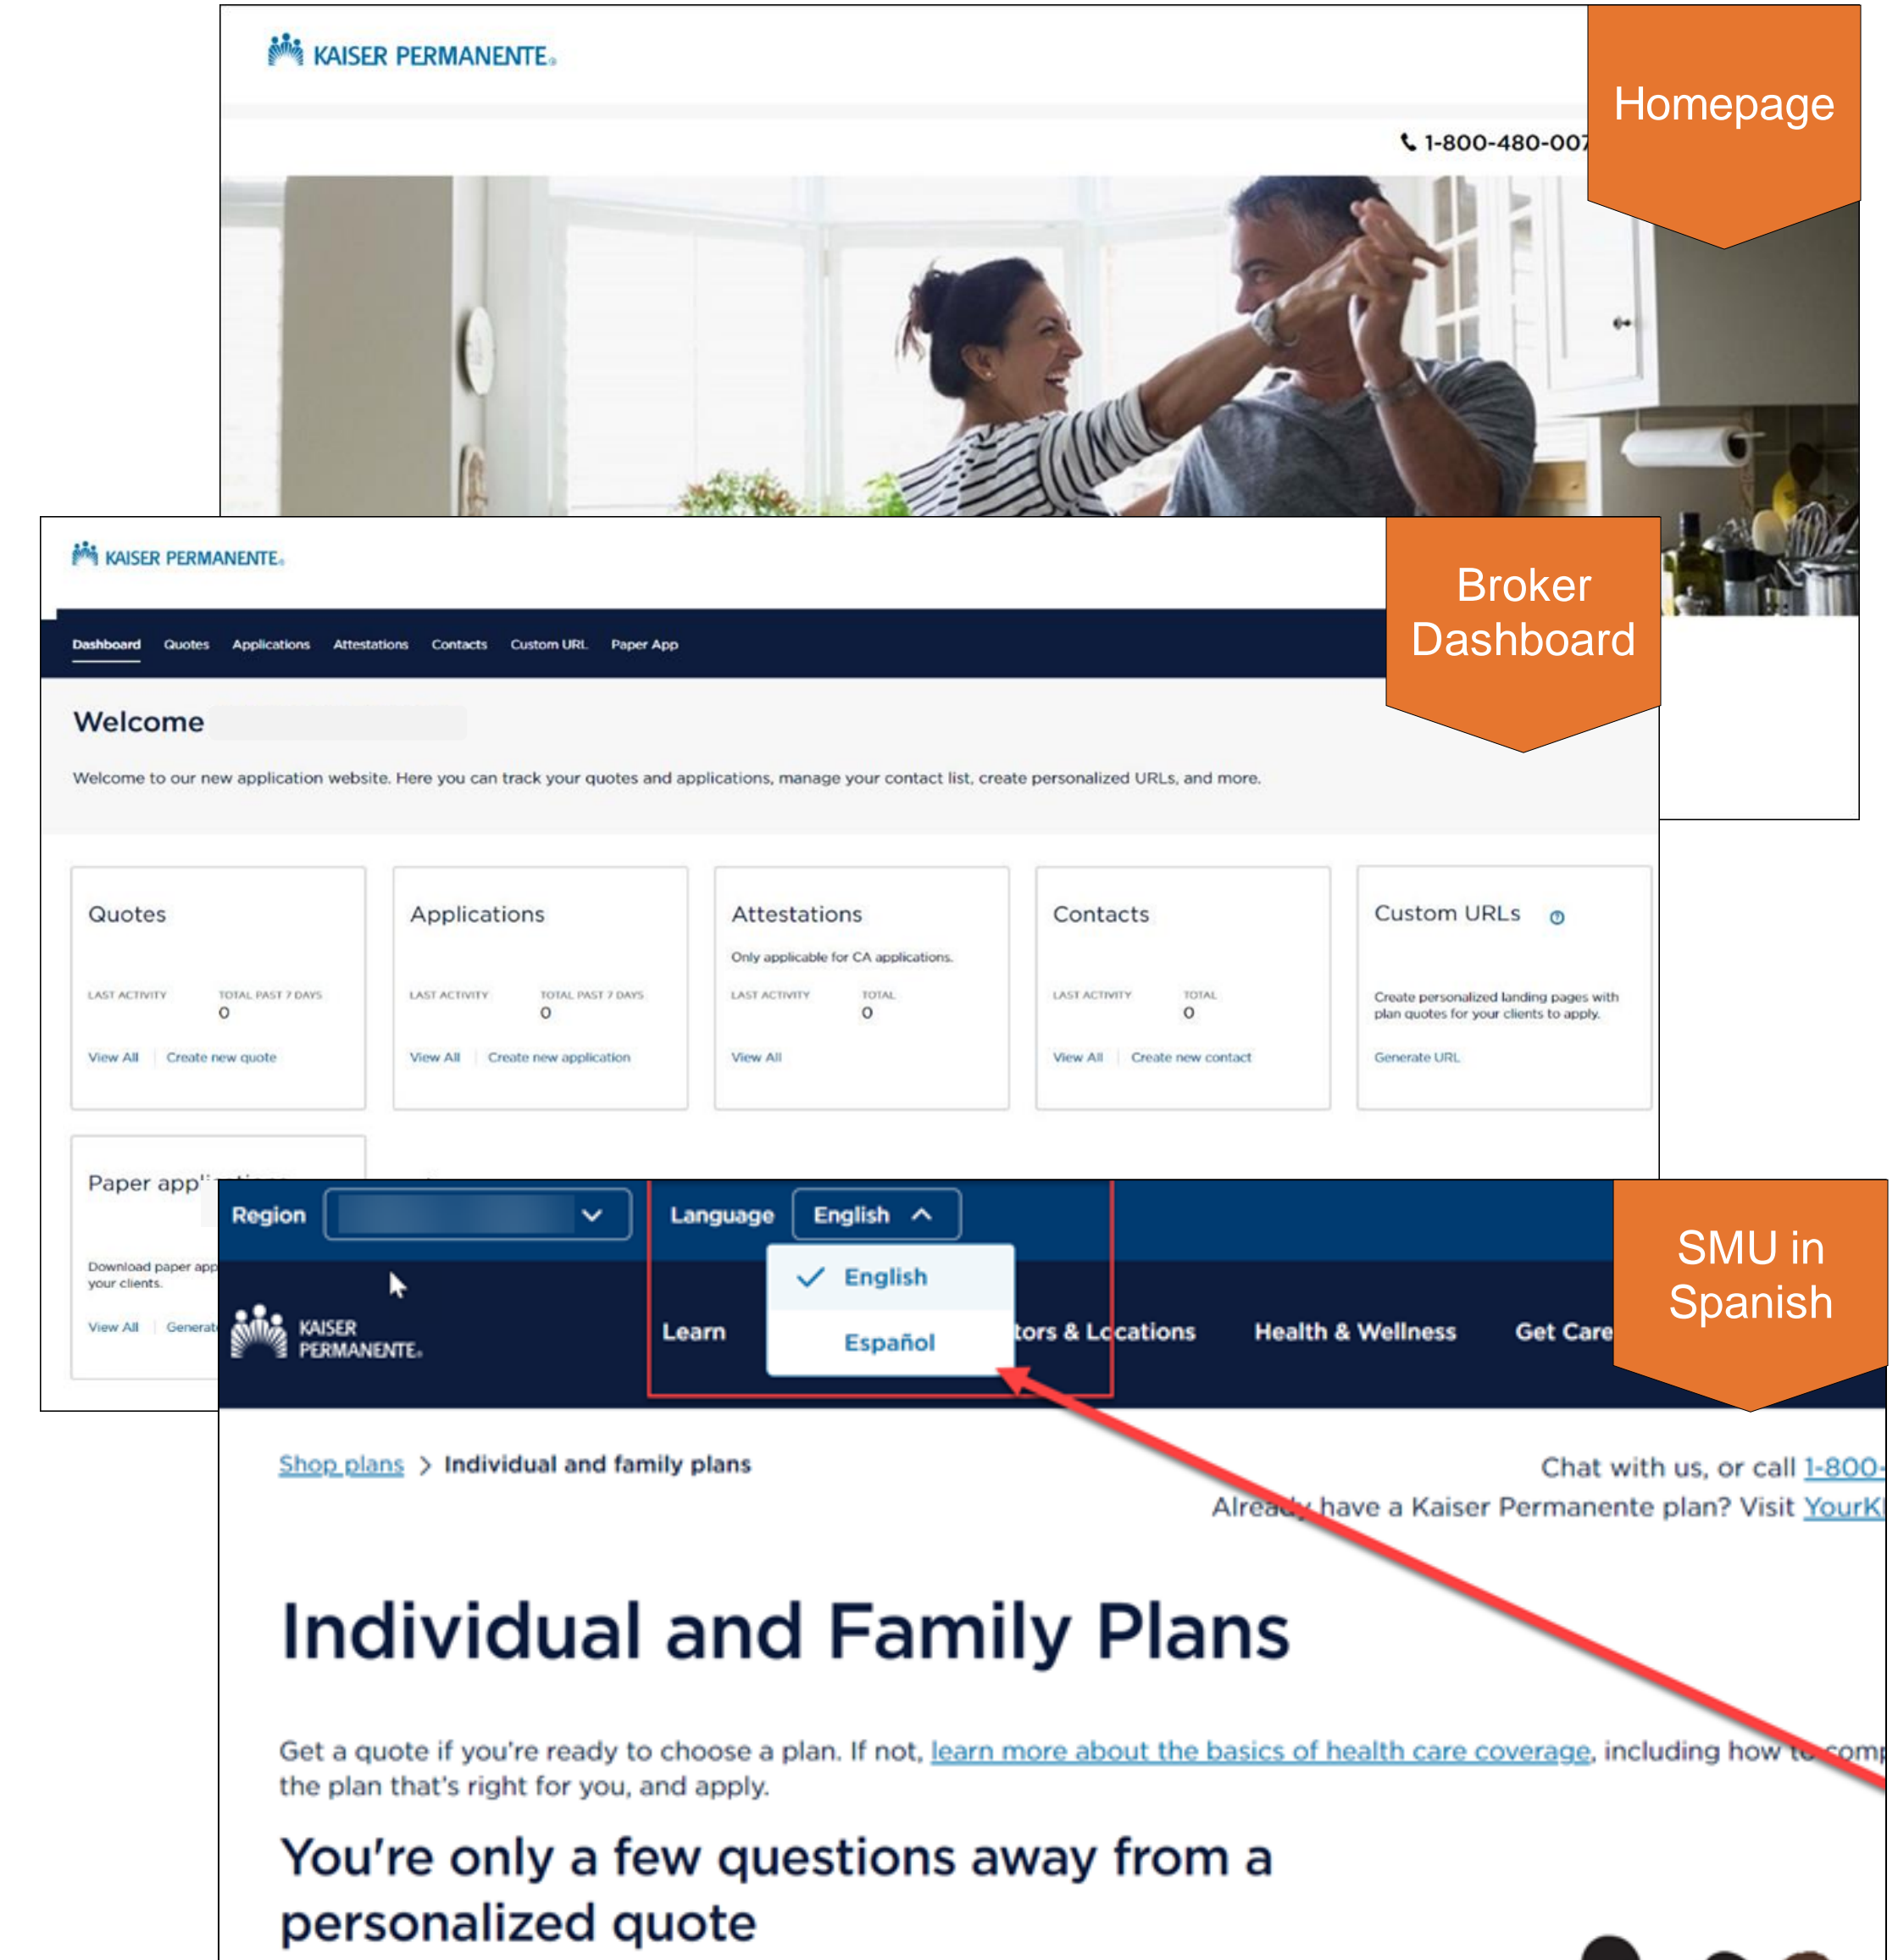 KAISER PERMANENTE®
Homepage
1-800-480-007
KAISER PERMANENTE®
Broker
Dashboard
Dashboard Quotes Applications Attestations Contacts Custom URL Paper App
Welcome
Welcome to our new application website. Here you can track your quotes and applications, manage your contact list, create personalized URLs, and more.
Quotes
LAST ACTIVITY TOTAL PAST 7 DAYS
0
View All Create new quote
Applications
LAST ACTIVITY TOTAL PAST 7 DAYS
0
View All Create new application
Attestations
Only applicable for CA applications.
LAST ACTIVITY TOTAL
0
View All
Contacts
LAST ACTIVITY TOTAL
0
View All Create new contact
Custom URLs ?
Create personalized landing pages with
plan quotes for your clients to apply.
Generate URL
Paper
Download paper
your clients.
View All
Region
Language English
English
Español
SMU in
Spanish
KAISER
PERMANENTE®
Learn & Locations Health & Wellness Get Care
Shop plans > Individual and family plans
Chat with us, or call 1-800-
Already have a Kaiser Permanente plan? Visit
Individual and Family Plans
Get a quote if you're ready to choose a plan. If not, learn more about the basics of health care coverage, including how to
the plan that's right for you, and apply.
You're only a few questions away from a
personalized quote